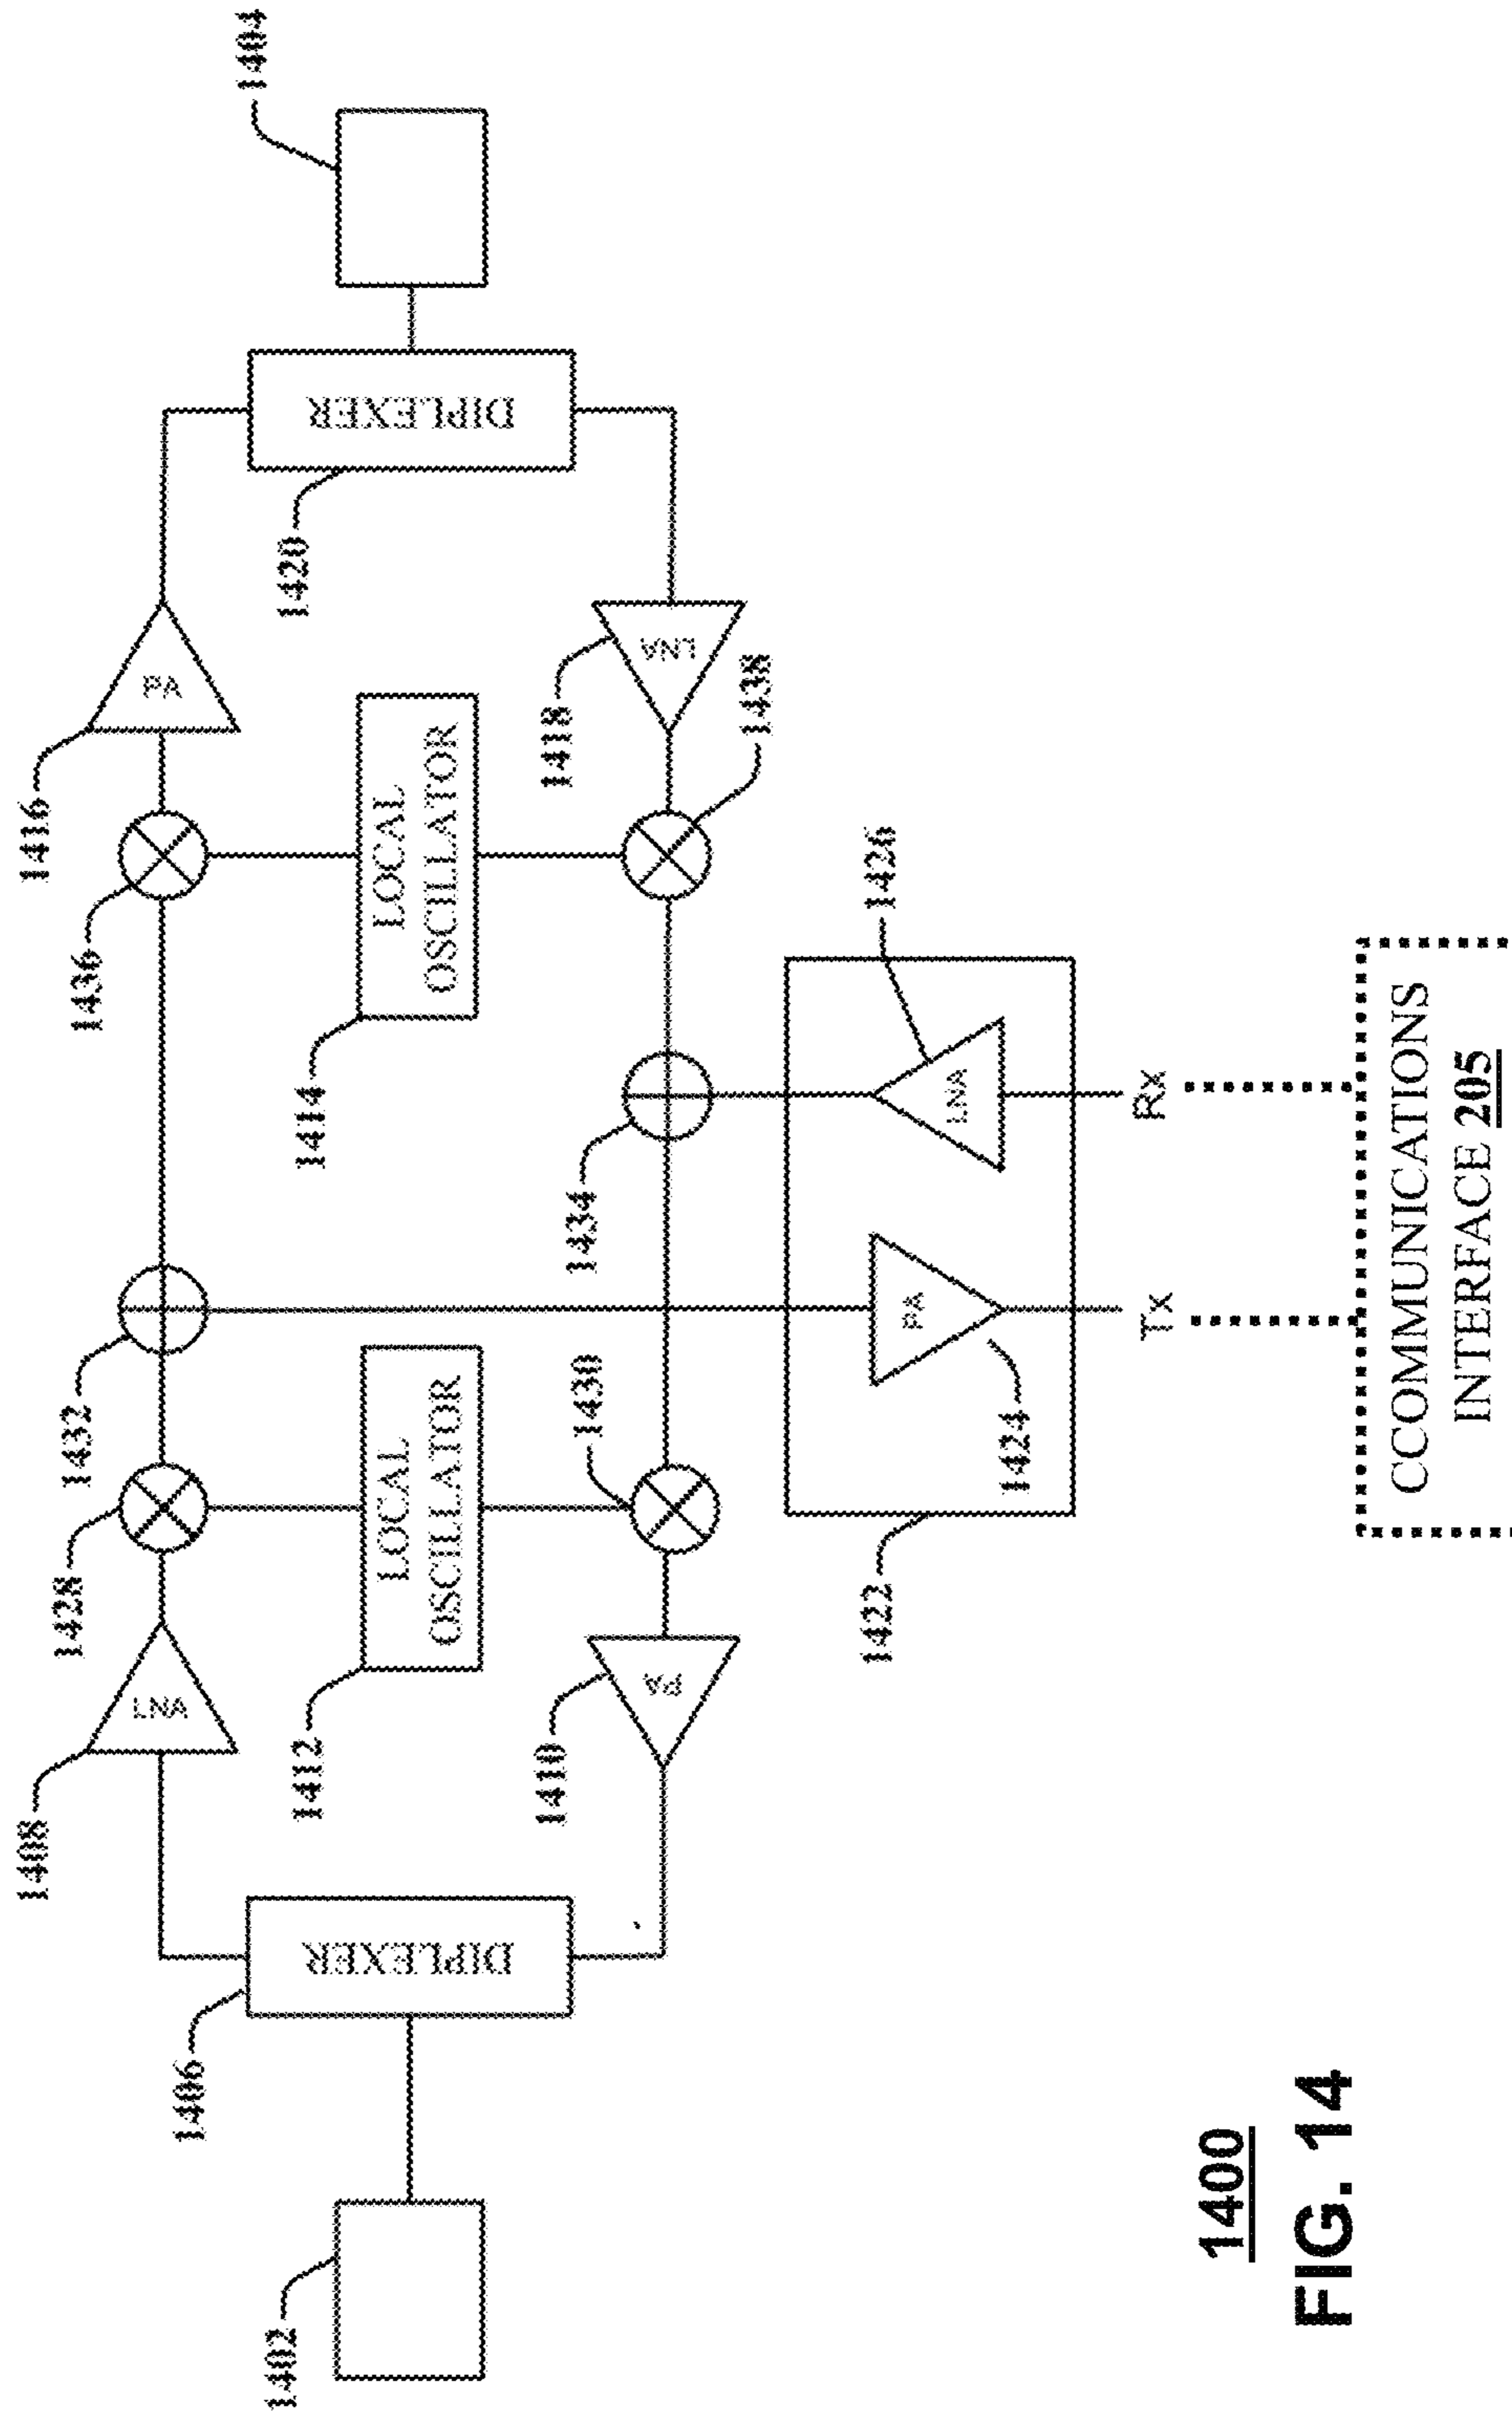 1402
1406
DIPLEXER
1408
LNA
1428
1432
1436
1416
PA
1404
DIPLEXER
1420
1412
LOCAL
OSCILLATOR
1414
LOCAL
OSCILLATOR
1410
PA
1430
1434
1418
LNA
1438
1422
1424
PA
LNA
1426
Tx
Rx
CCOMMUNICATIONS
INTERFACE 205
1400
FIG. 14